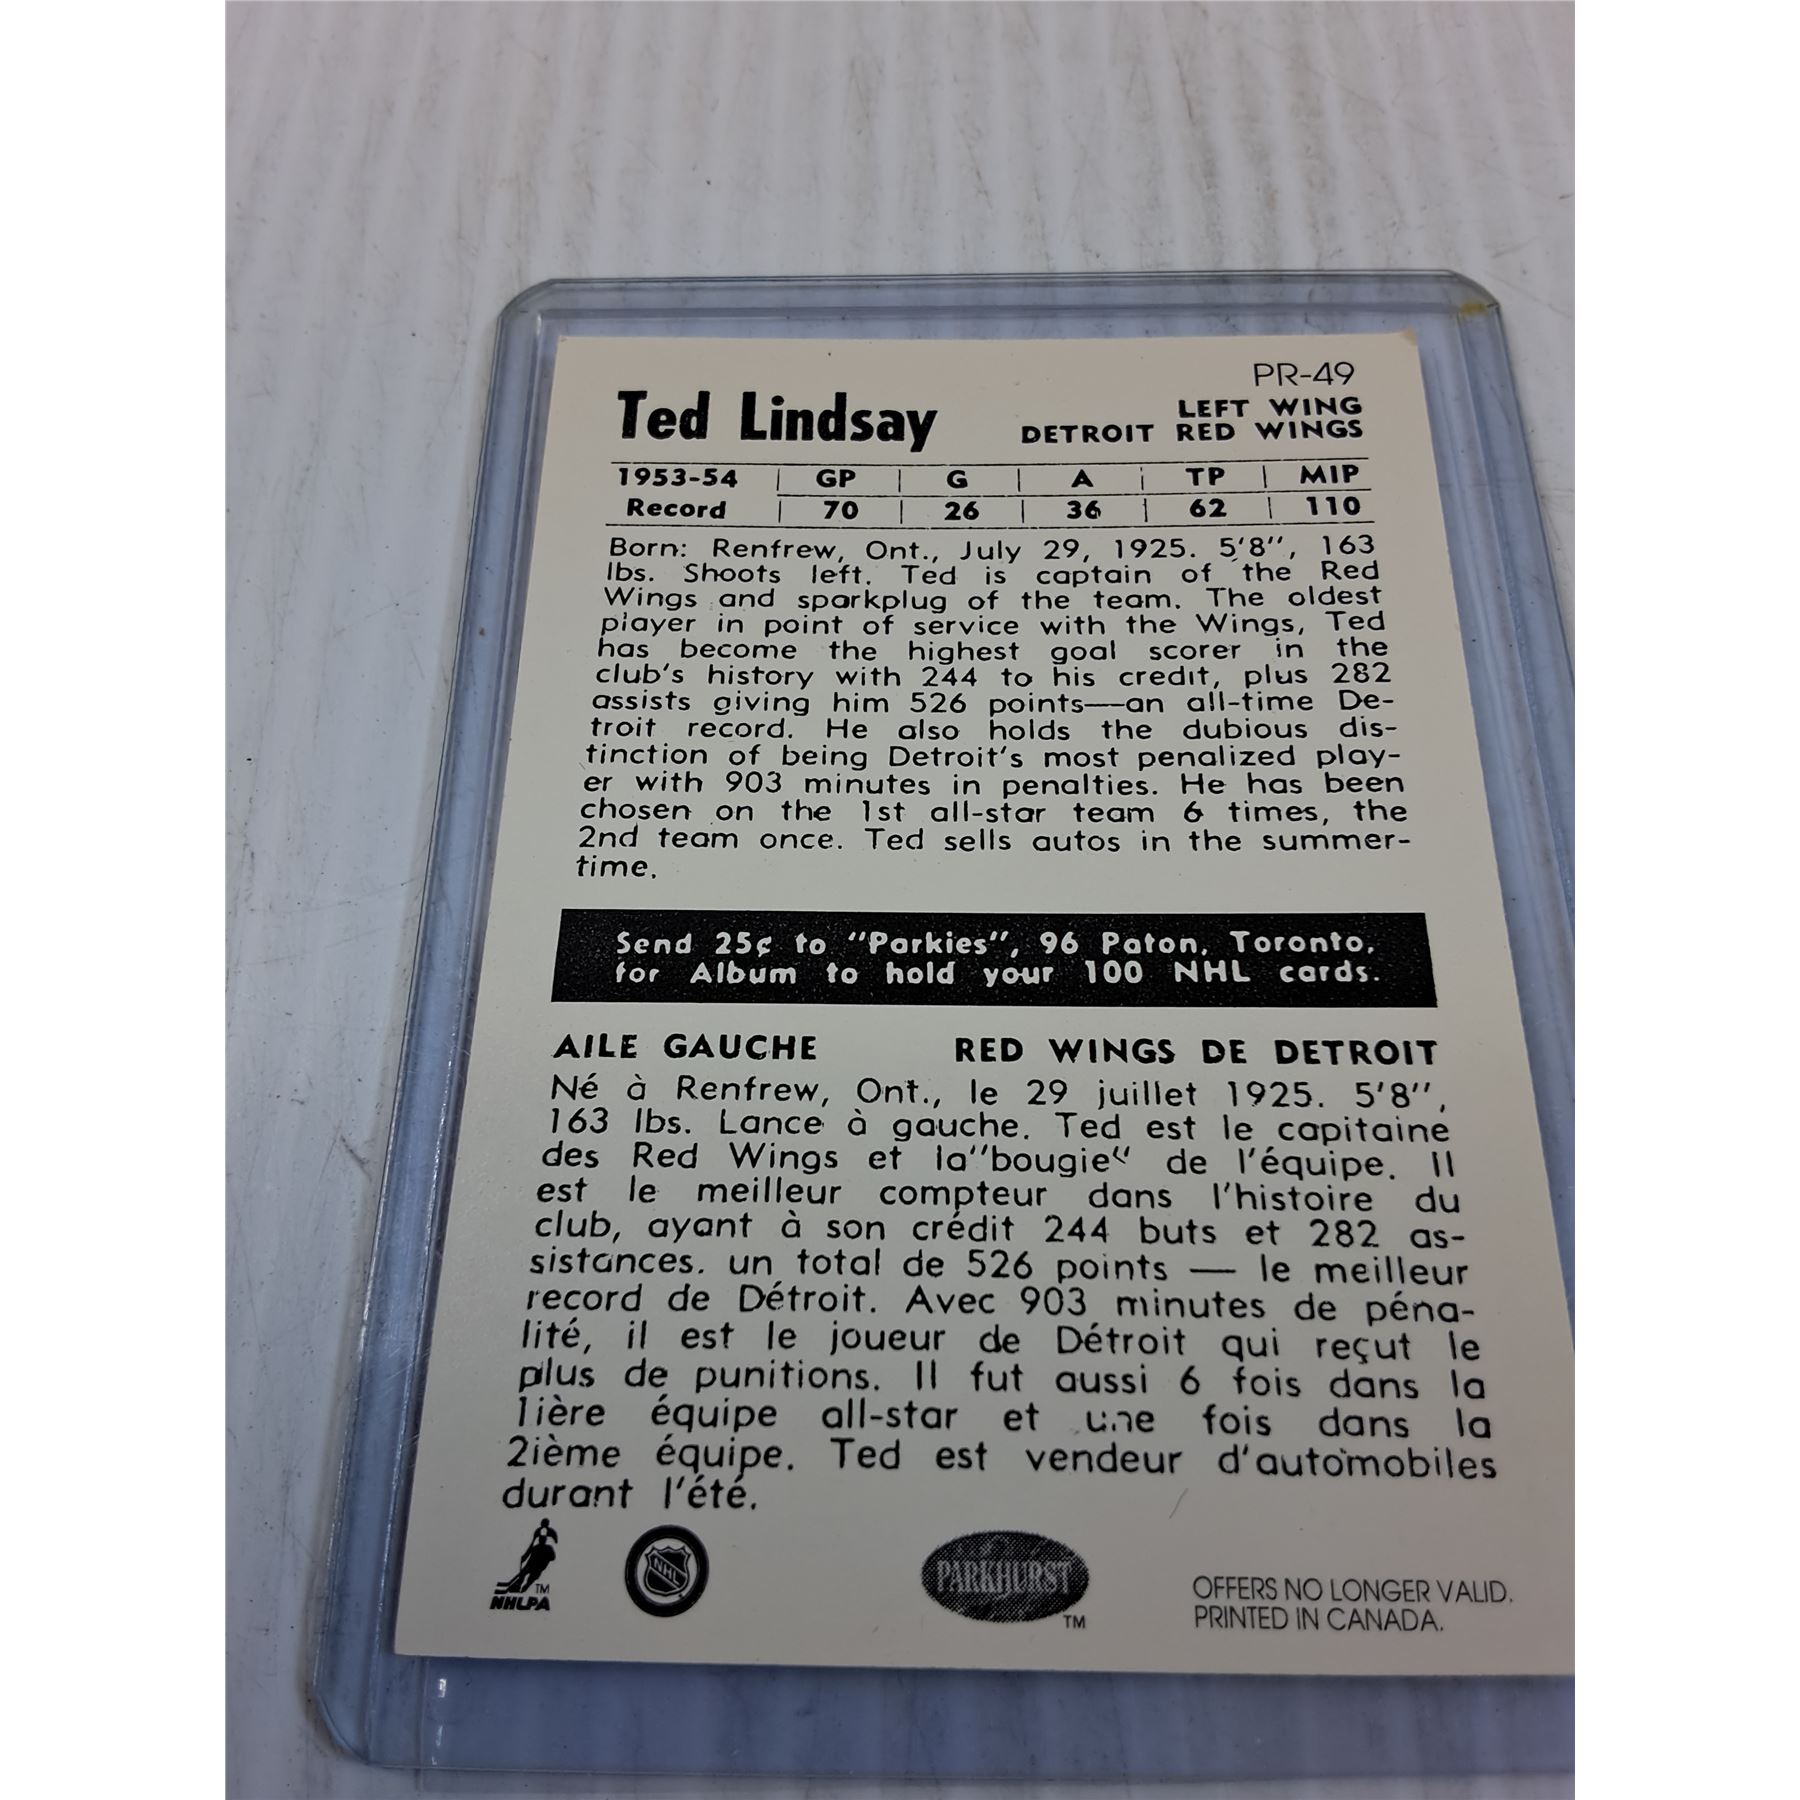 PR-49
Ted Lindsay
LEFT WING
DETROIT RED WINGS
1953-54 | GP | G | A | TP | MIP
Record | 70 | 26 | 36 | 62 | 110
Born: Renfrew, Ont., July 29, 1925. 5'8'', 163
lbs. Shoots left. Ted is captain of the Red
Wings and sparkplug of the team. The oldest
player in point of service with the Wings, Ted
has become the highest goal scorer in the
club's history with 244 to his credit, plus 282
assists giving him 526 points—an all-time De-
troit record. He also holds the dubious dis-
tinction of being Detroit's most penalized play-
er with 903 minutes in penalties. He has been
chosen on the 1st all-star team 6 times, the
2nd team once. Ted sells autos in the summer-
time.
Send 25¢ to "Parkies", 96 Paton, Toronto,
for Album to hold your 100 NHL cards.
AILE GAUCHE RED WINGS DE DETROIT
Né à Renfrew, Ont., le 29 juillet 1925. 5'8'',
163 lbs. Lance à gauche. Ted est le capitaine
des Red Wings et la"bougie" de l'équipe. Il
est le meilleur compteur dans l'histoire du
club, ayant à son crédit 244 buts et 282 as-
sistances. un total de 526 points — le meilleur
record de Détroit. Avec 903 minutes de péna-
lité, il est le joueur de Détroit qui reçut le
plus de punitions. Il fut aussi 6 fois dans la
1ière équipe all-star et une fois dans la
2ième équipe. Ted est vendeur d'automobiles
durant l'été.
TM
NHLPA
NHL
PARKHURST
TM
OFFERS NO LONGER VALID.
PRINTED IN CANADA.